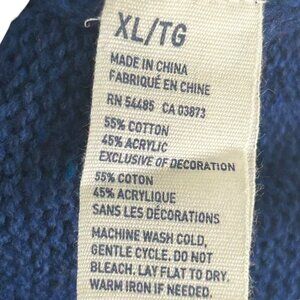 XL/TG
MADE IN CHINA
FABRIQUÉ EN CHINE
RN 54485 CA 03873
55% COTTON
45% ACRYLIC
EXCLUSIVE OF DECORATION
55% COTON
45% ACRYLIQUE
SANS LES DÉCORATIONS
MACHINE WASH COLD,
GENTLE CYCLE. DO NOT
BLEACH. LAY FLAT TO DRY.
WARM IRON IF NEEDED.